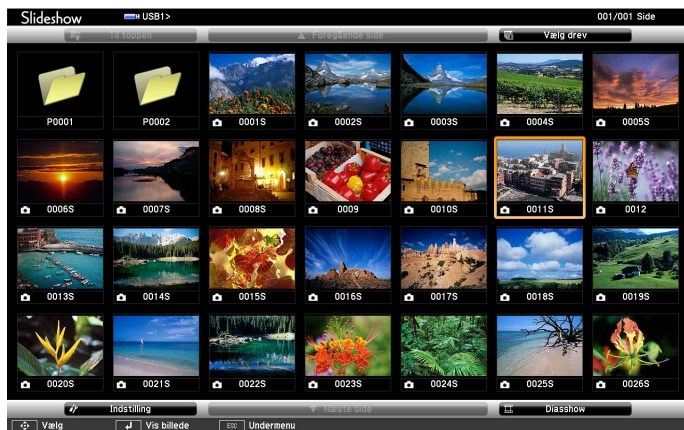 Slideshow USB1> 001/001 Side
Til toppen Foregående side Vælg drev
P0001 P0002 0001S 0002S 0003S 0004S 0005S
0006S 0007S 0008S 0009 0010S 0011S 0012
0013S 0014S 0015S 0016S 0017S 0018S 0019S
0020S 0021S 0022S 0023S 0024S 0025S 0026S
Indstilling Næste side Diasshow
Vælg Vis billede ESC Undermenu